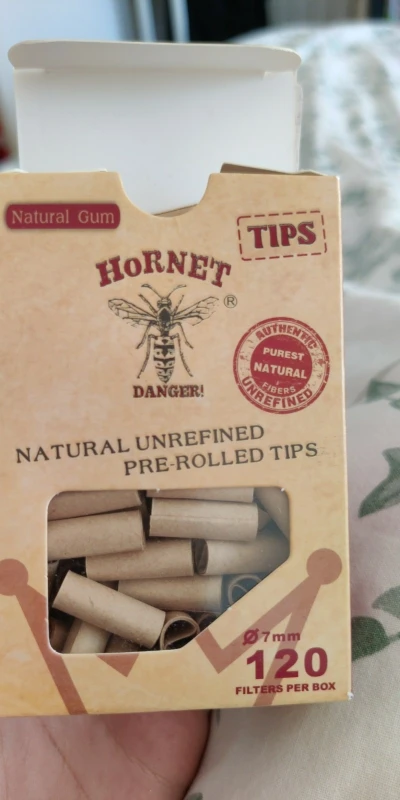 Natural Gum
TIPS
HORNET
®
DANGER!
AUTHENTIC
PUREST
NATURAL
FIBERS
UNREFINED
NATURAL UNREFINED
PRE-ROLLED TIPS
Ø7mm
120
FILTERS PER BOX